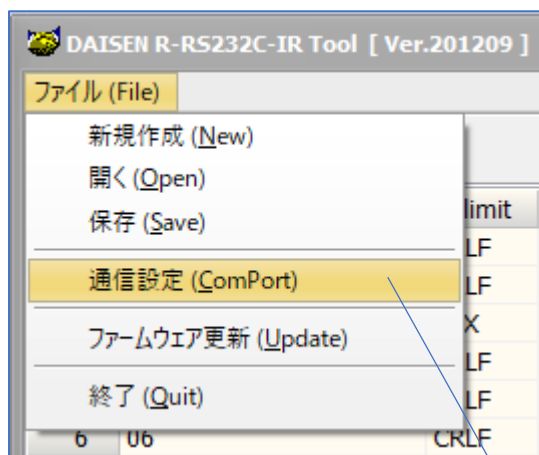 DAISEN R-RS232C-IR Tool [ Ver.201209 ]
ファイル (File)
新規作成 (New)
開く (Open)
limit
保存 (Save)
LF
通信設定 (ComPort)
LF
X
ファームウェア更新 (Update)
LF
終了 (Quit)
LF
6 06 CRLF